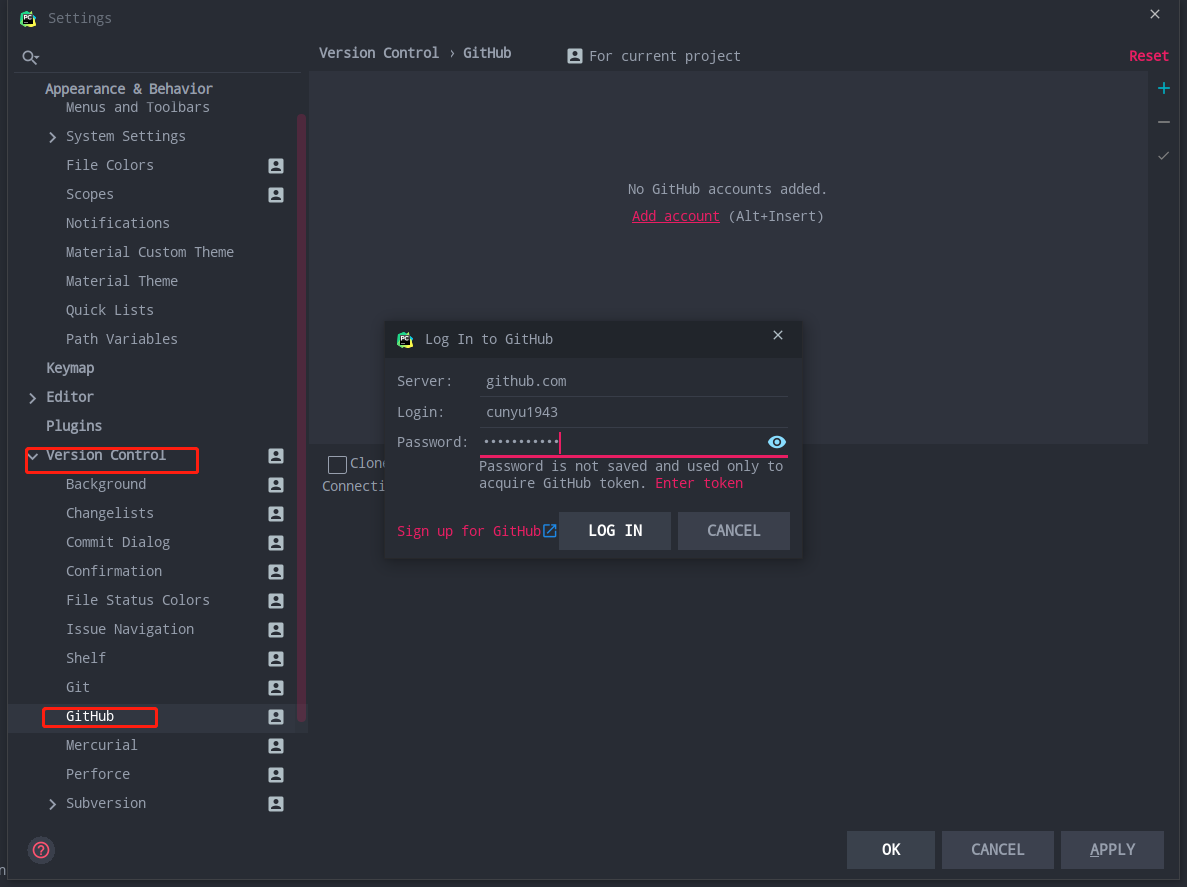 Settings
Version Control › GitHub
For current project
Reset
Appearance & Behavior
Menus and Toolbars
System Settings
File Colors
Scopes
Notifications
Material Custom Theme
Material Theme
Quick Lists
Path Variables
Keymap
Editor
Plugins
Version Control
Background
Changelists
Commit Dialog
Confirmation
File Status Colors
Issue Navigation
Shelf
Git
GitHub
Mercurial
Perforce
Subversion
No GitHub accounts added.
Add account (Alt+Insert)
Clon
Connecti
PC
Log In to GitHub
Server: github.com
Login: cunyu1943
Password: •••••••••••
Password is not saved and used only to
acquire GitHub token. Enter token
Sign up for GitHub
LOG IN
CANCEL
?
OK
CANCEL
APPLY